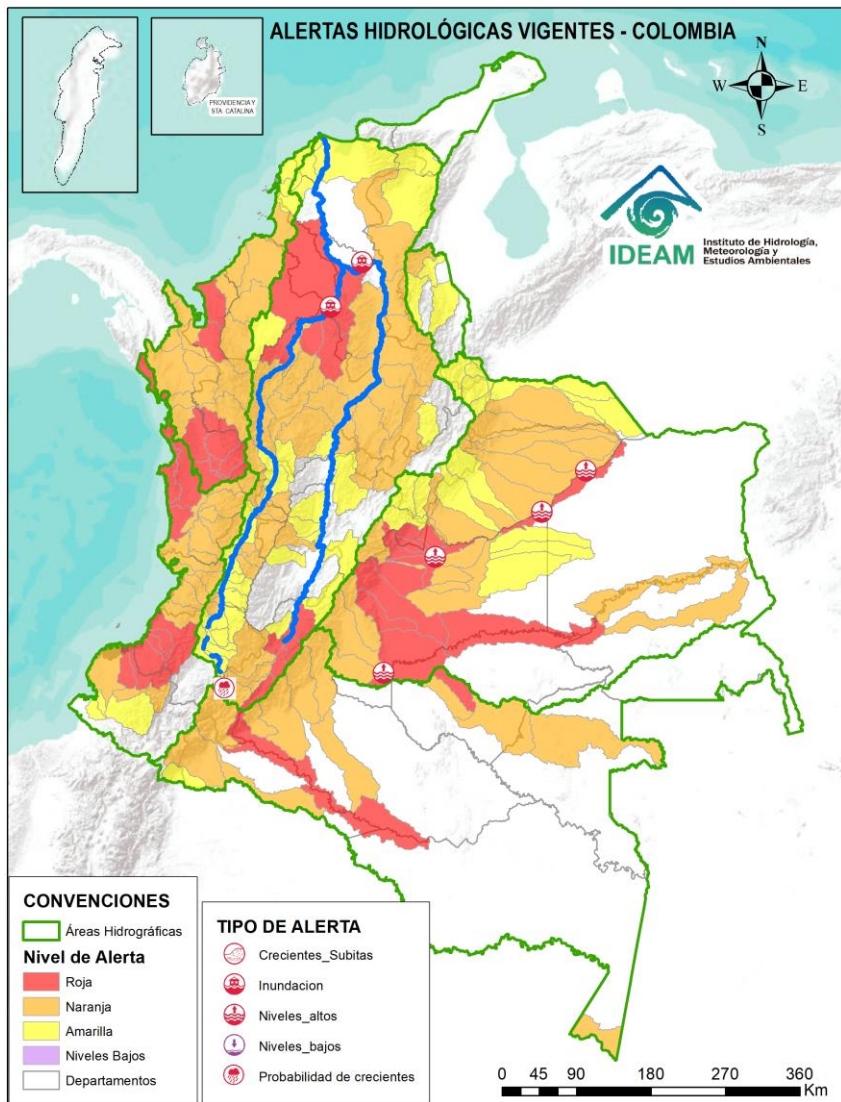 ALERTAS HIDROLÓGICAS VIGENTES - COLOMBIA
PROVIDENCIA Y
STA. CATALINA
N
W
E
S
IDEAM
Instituto de Hidrología,
Meteorología y
Estudios Ambientales
CONVENCIONES
Áreas Hidrográficas
Nivel de Alerta
Roja
Naranja
Amarilla
Niveles Bajos
Departamentos
TIPO DE ALERTA
Crecientes_Subitas
Inundacion
Niveles_altos
Niveles_bajos
Probabilidad de crecientes
0 45 90 180 270 360
Km